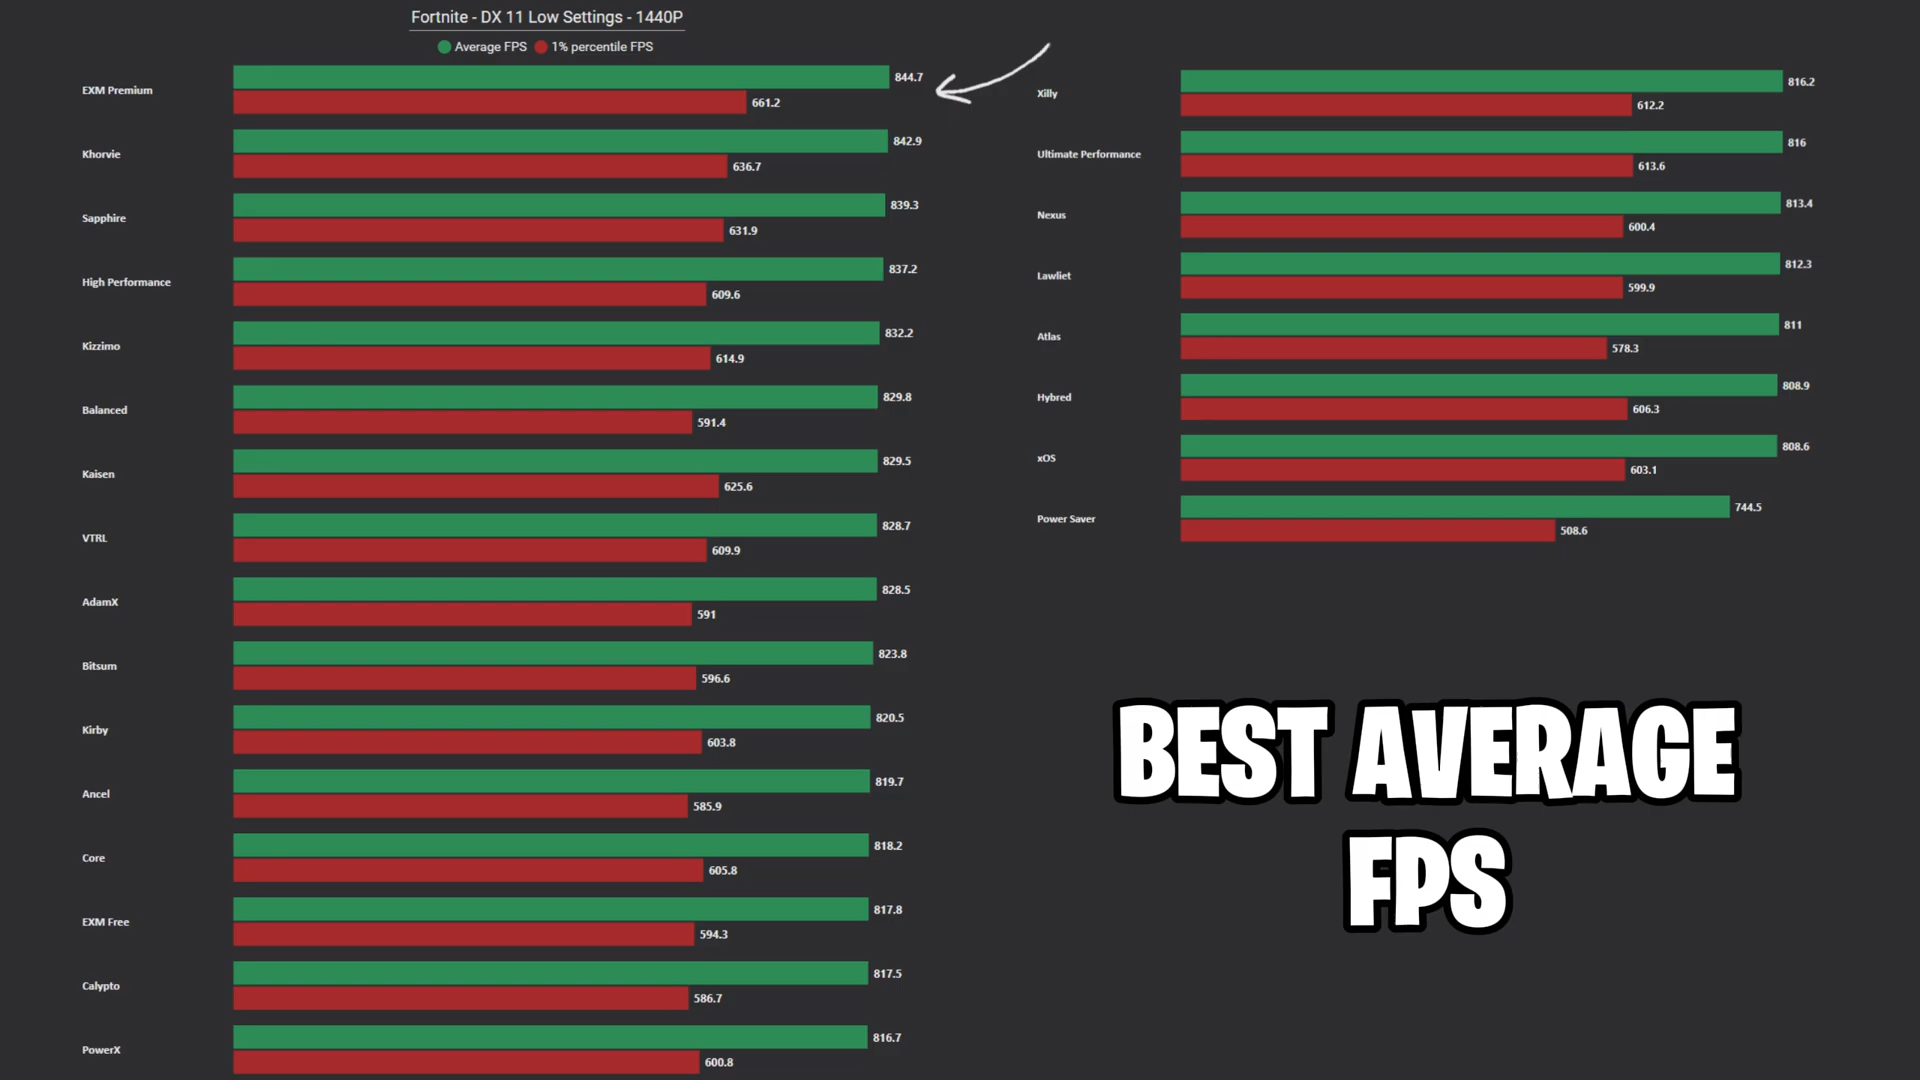 Fortnite - DX 11 Low Settings - 1440P
Average FPS 1% percentile FPS
EXM Premium
844.7
661.2
Khorvie
842.9
636.7
Sapphire
839.3
631.9
High Performance
837.2
609.6
Kizzimo
832.2
614.9
Balanced
829.8
591.4
Kaisen
829.5
625.6
VTRL
828.7
609.9
AdamX
828.5
591
Bitsum
823.8
596.6
Kirby
820.5
603.8
Ancel
819.7
585.9
Core
818.2
605.8
EXM Free
817.8
594.3
Calypto
817.5
586.7
PowerX
816.7
600.8
Xilly
816.2
612.2
Ultimate Performance
816
613.6
Nexus
813.4
600.4
Lawliet
812.3
599.9
Atlas
811
578.3
Hybred
808.9
606.3
xOS
808.6
603.1
Power Saver
744.5
508.6
BEST AVERAGE
FPS